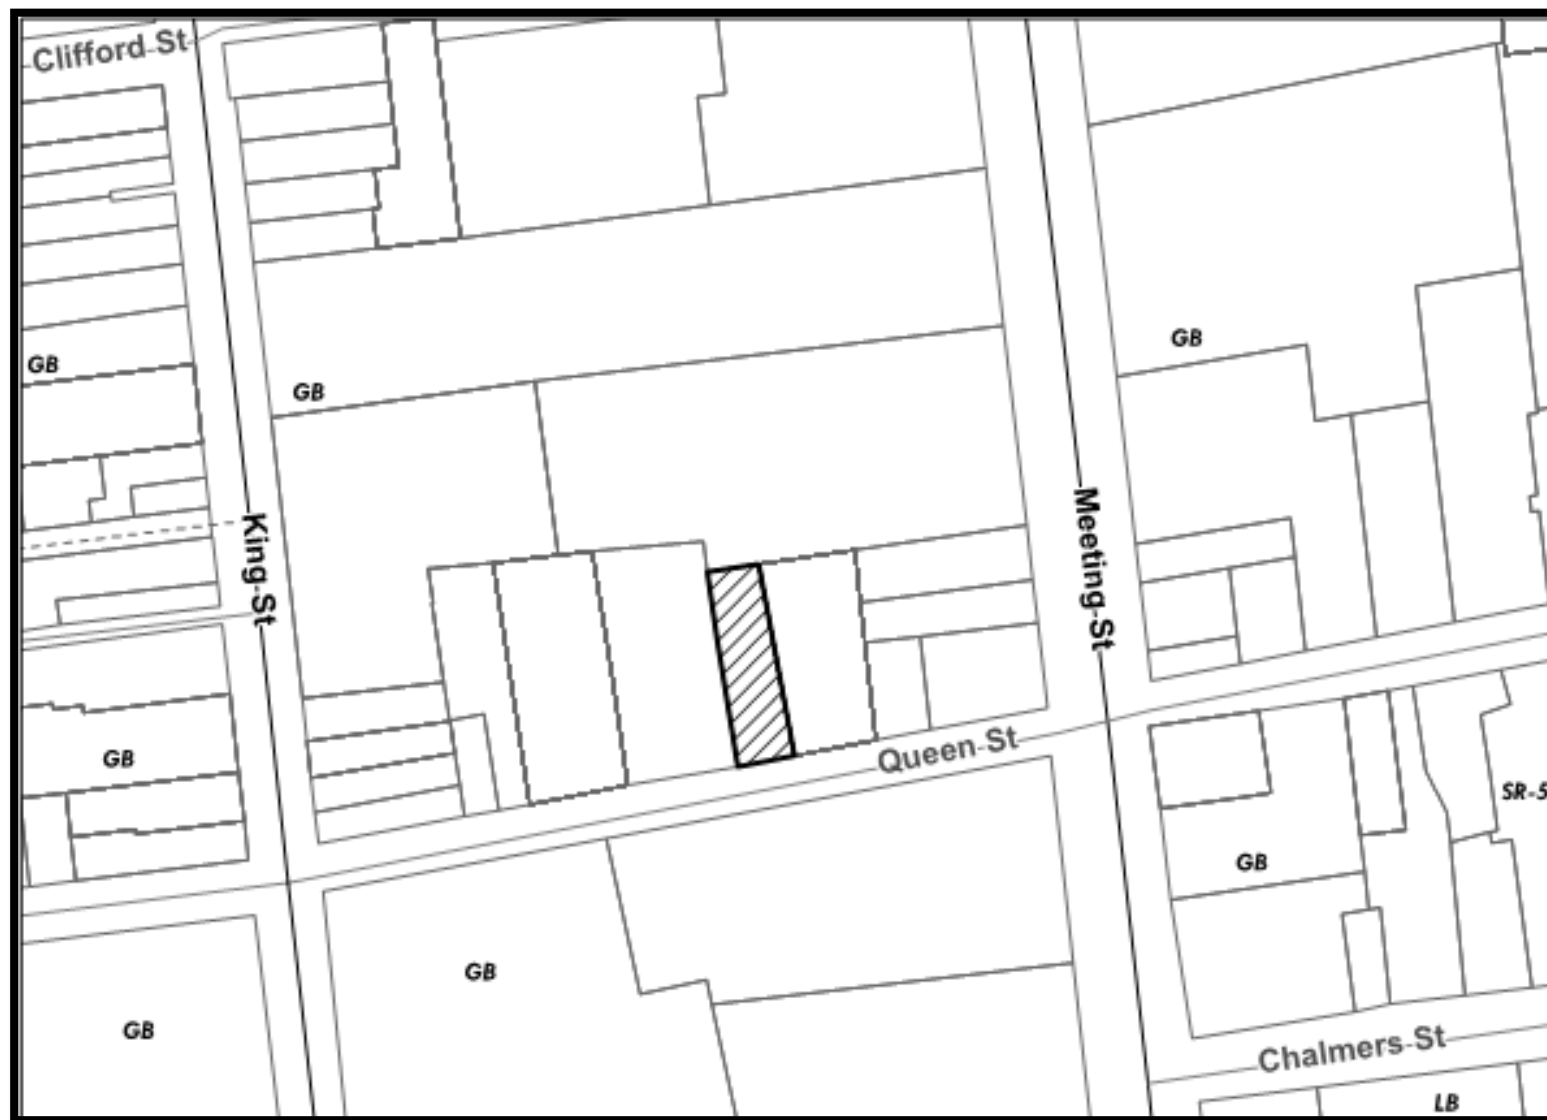 Clifford St
GB
GB
GB
King St
Meeting St
Queen St
GB
SR-5
GB
GB
GB
Chalmers St
LB